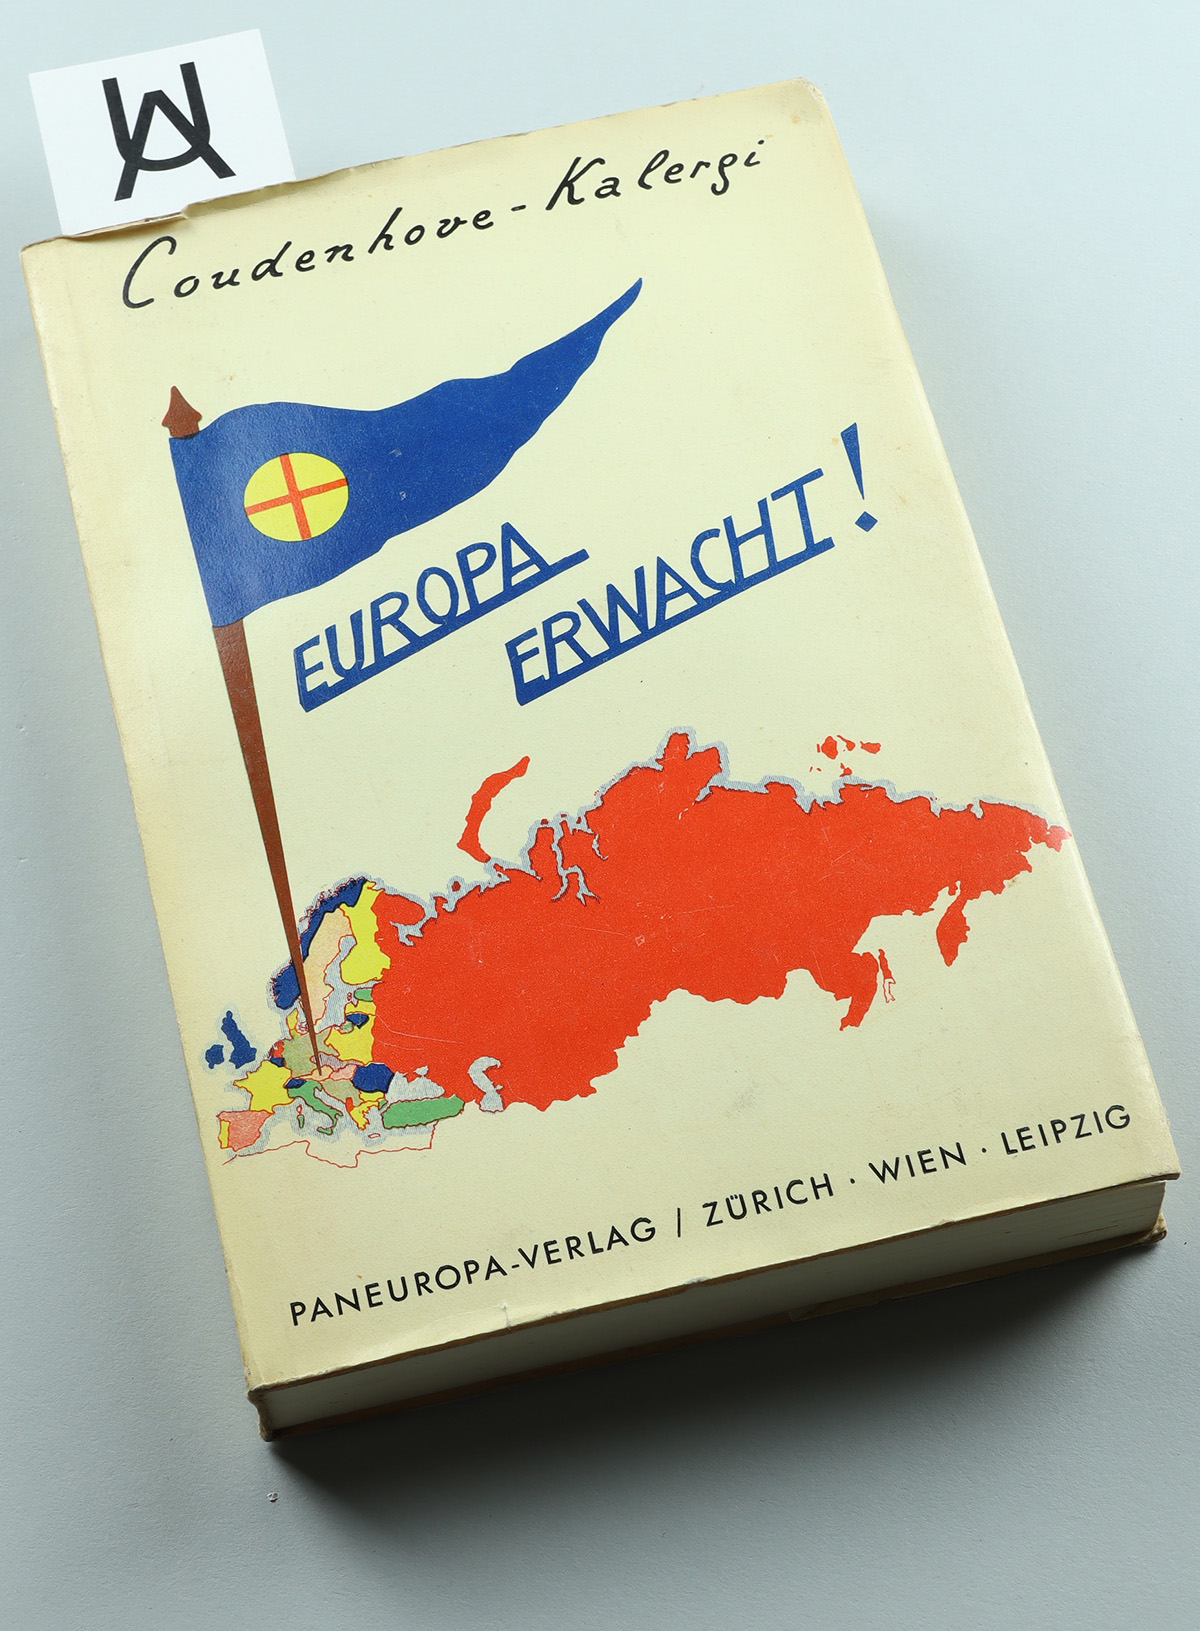 Coudenhove-Kalergi
EUROPA
ERWACHT!
PANEUROPA-VERLAG / ZÜRICH · WIEN · LEIPZIG